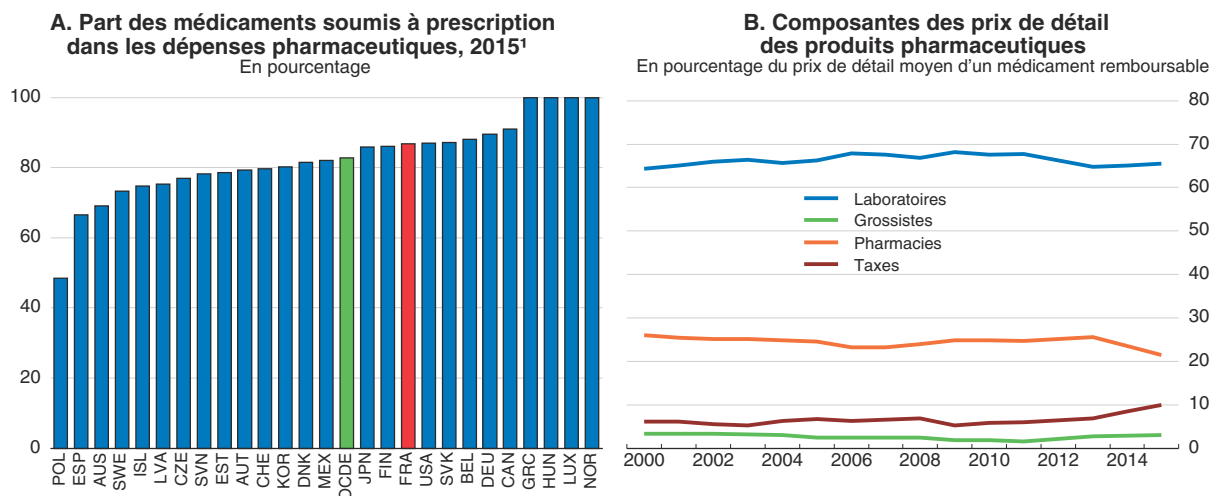 A. Part des médicaments soumis à prescription
dans les dépenses pharmaceutiques, 2015¹
En pourcentage
100
80
60
40
20
0
POL
ESP
AUS
SWE
ISL
LVA
CZE
SVN
EST
AUT
CHE
KOR
DNK
MEX
OCDE
JPN
FIN
FRA
USA
SVK
BEL
DEU
CAN
GRC
HUN
LUX
NOR
B. Composantes des prix de détail
des produits pharmaceutiques
En pourcentage du prix de détail moyen d'un médicament remboursable
80
70
60
50
40
30
20
10
0
Laboratoires
Grossistes
Pharmacies
Taxes
2000
2002
2004
2006
2008
2010
2012
2014